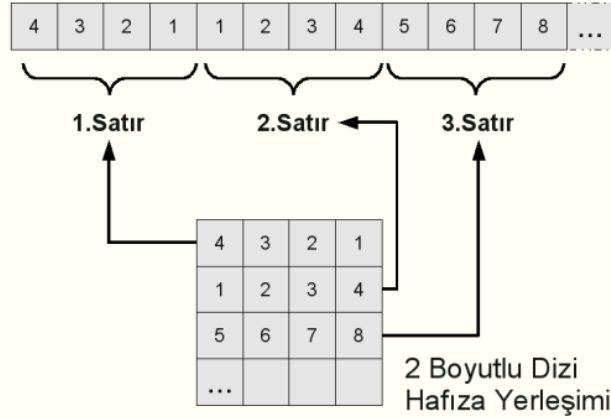 4 3 2 1 1 2 3 4 5 6 7 8 ...
1.Satır 2.Satır 3.Satır
4 3 2 1
1 2 3 4
5 6 7 8
...
2 Boyutlu Dizi
Hafıza Yerleşimi